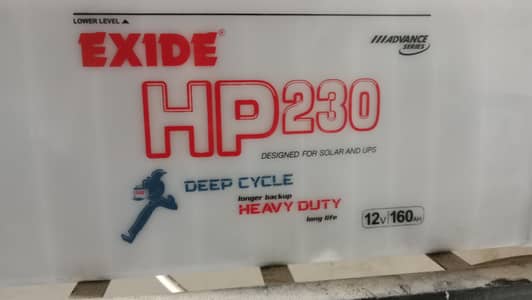 LOWER LEVEL ▲
EXIDE®
ADVANCE
SERIES
HP230
DESIGNED FOR SOLAR AND UPS
DEEP CYCLE
longer backup
HEAVY DUTY
long life
12V 160AH